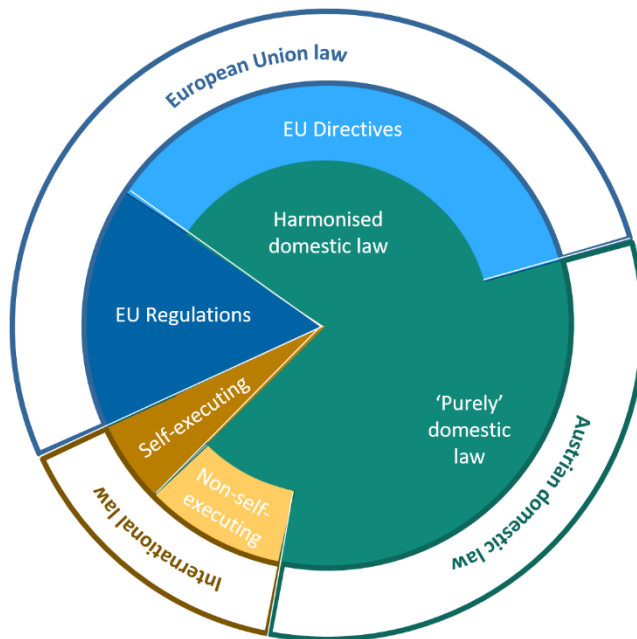 European Union law
EU Directives
Harmonised
domestic law
EU Regulations
Self-executing
'Purely'
domestic
law
Non-self-
executing
International law
Austrian domestic law